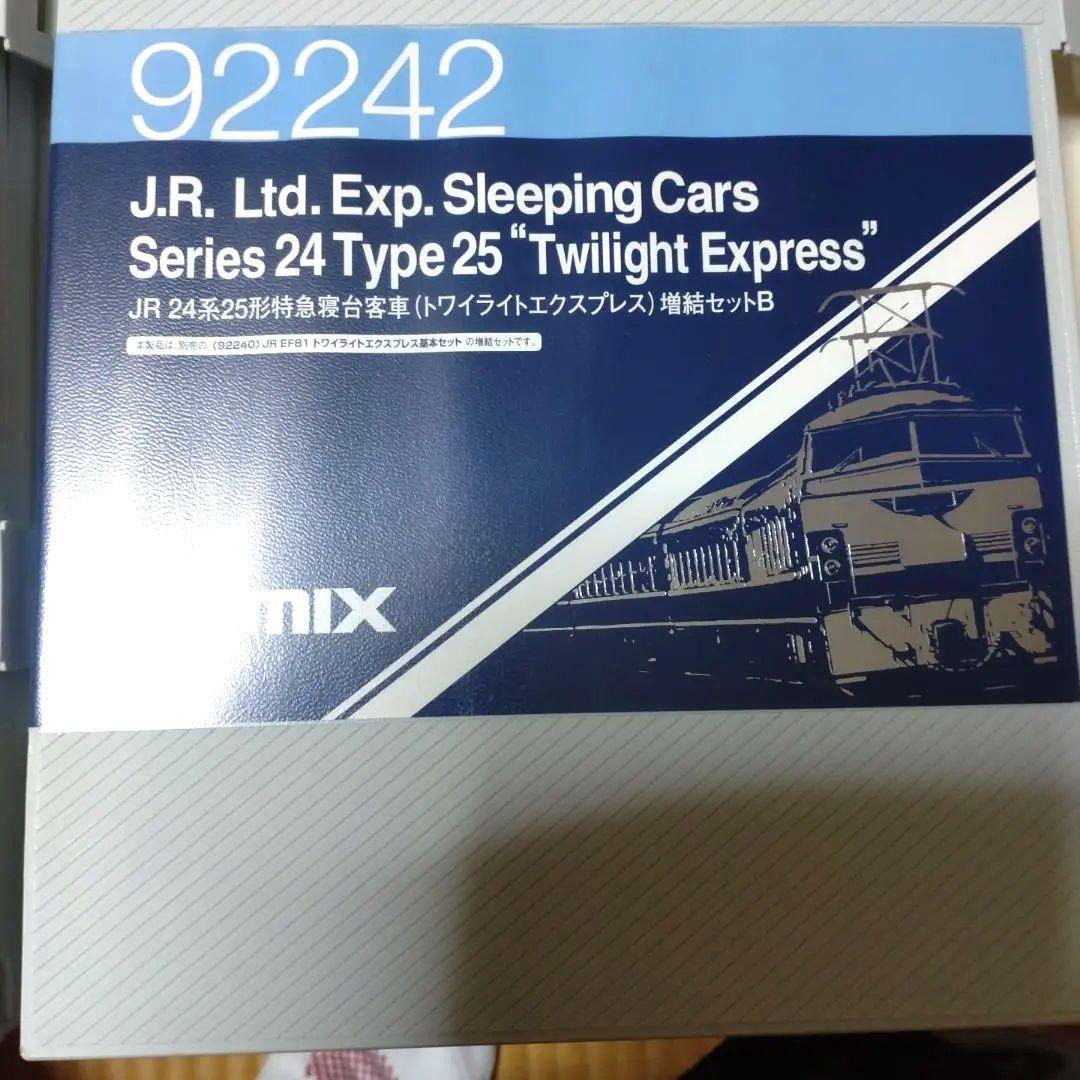 92242
J.R. Ltd. Exp. Sleeping Cars
Series 24 Type 25 “Twilight Express”
JR 24系25形特急寝台客車(トワイライトエクスプレス)増結セットB
本製品は、別売の〈92240〉JR EF81 トワイライトエクスプレス基本セット の増結セットです。
mix